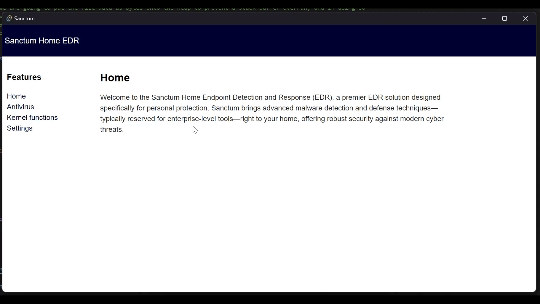 Sanctum
Sanctum Home EDR
Features
Home
Antivirus
Kernel functions
Settings
Home
Welcome to the Sanctum Home Endpoint Detection and Response (EDR), a premier EDR solution designed
specifically for personal protection. Sanctum brings advanced malware detection and defense techniques—
typically reserved for enterprise-level tools—right to your home, offering robust security against modern cyber
threats.